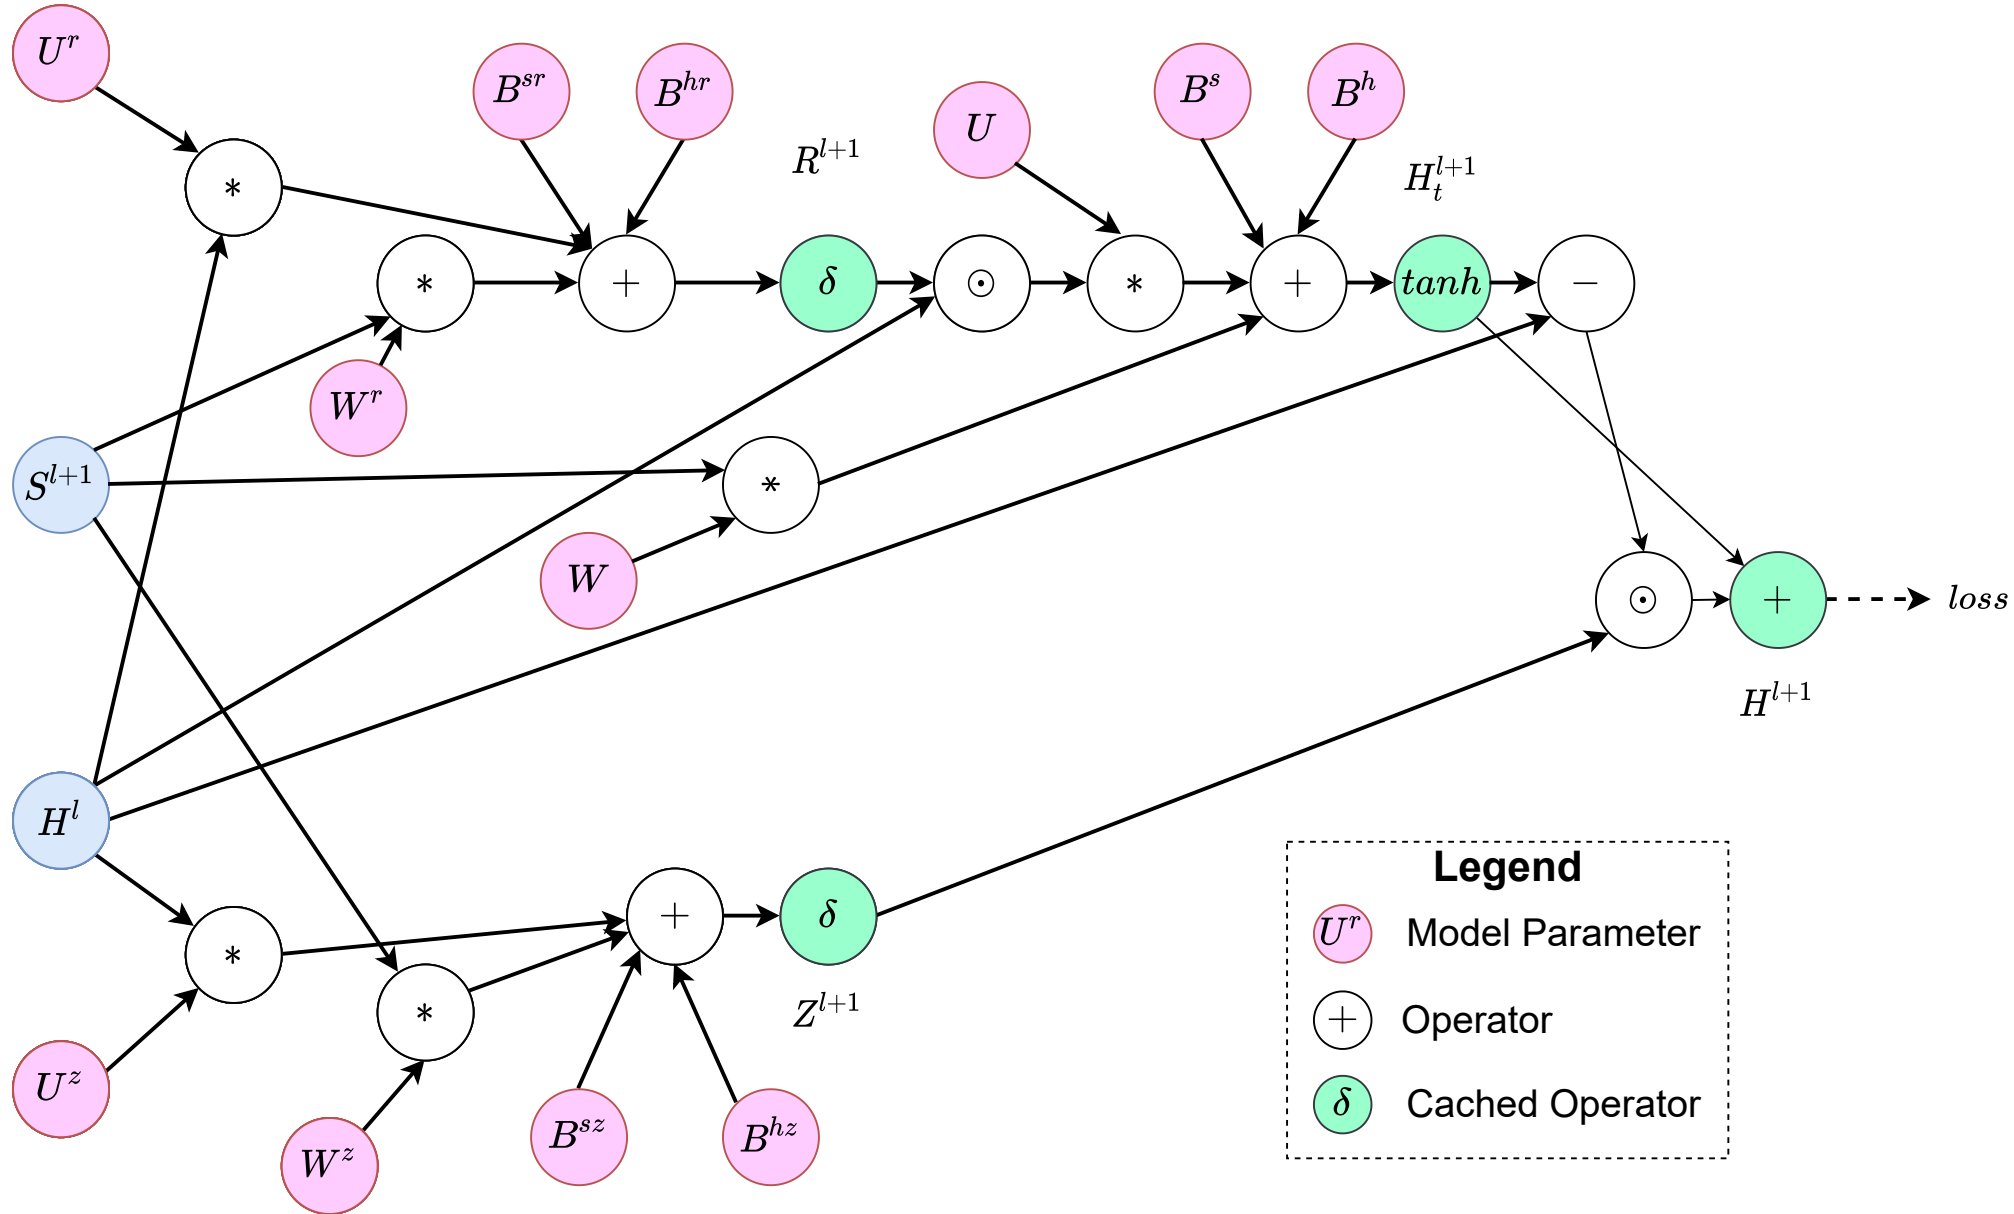 U^r
B^{sr}
B^{hr}
B^s
B^h
U
R^{l+1}
H_t^{l+1}
*
*
+
δ
⊙
*
+
tanh
−
W^r
S^{l+1}
*
W
⊙
+
loss
H^{l+1}
H^l
*
+
δ
*
Z^{l+1}
U^z
W^z
B^{sz}
B^{hz}
Legend
U^r Model Parameter
+ Operator
δ Cached Operator